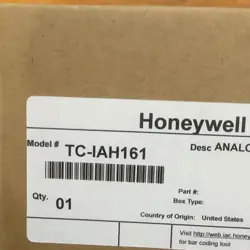 Honeywell
Model # TC-IAH161 Desc ANALO
Qty. 01
Part #:
Box Type:
Country of Origin: United States
Visit http://web.iac.honeywell
for bar coding tool